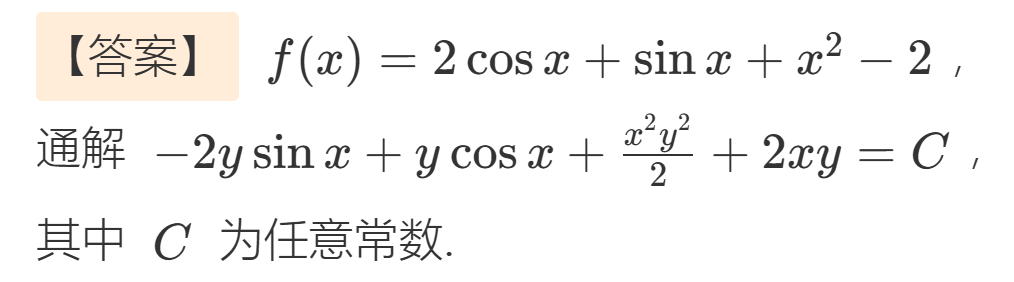 【答案】 f(x) = 2 cos x + sin x + x² − 2 ,
通解 −2y sin x + y cos x + \frac{x²y²}{2} + 2xy = C ,
其中 C 为任意常数.